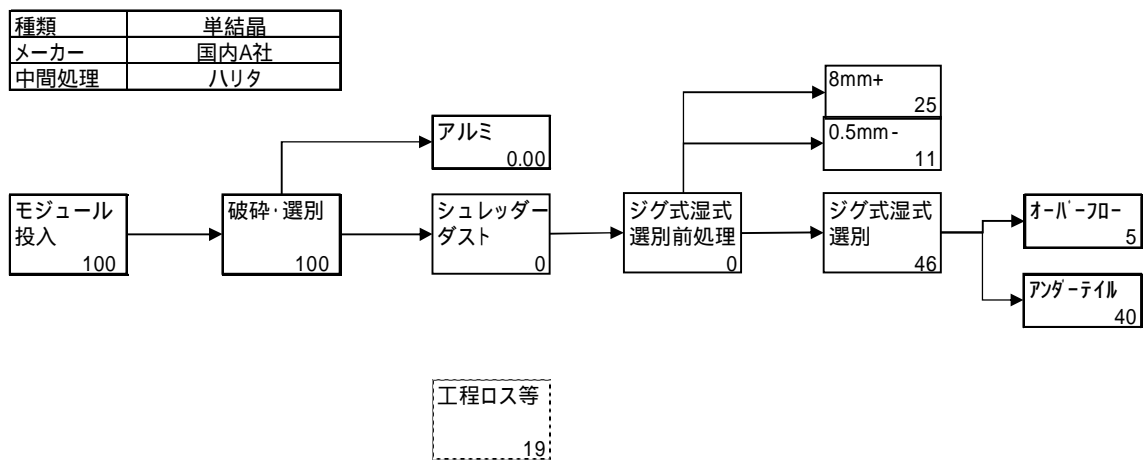 種類 単結晶
メーカー 国内A社
中間処理 ハリタ
8mm+
25
0.5mm-
11
アルミ
0.00
モジュール
投入
100
破砕・選別
100
シュレッダー
ダスト
0
ジグ式湿式
選別前処理
0
ジグ式湿式
選別
46
オーバーフロー
5
アンダーテイル
40
工程ロス等
19